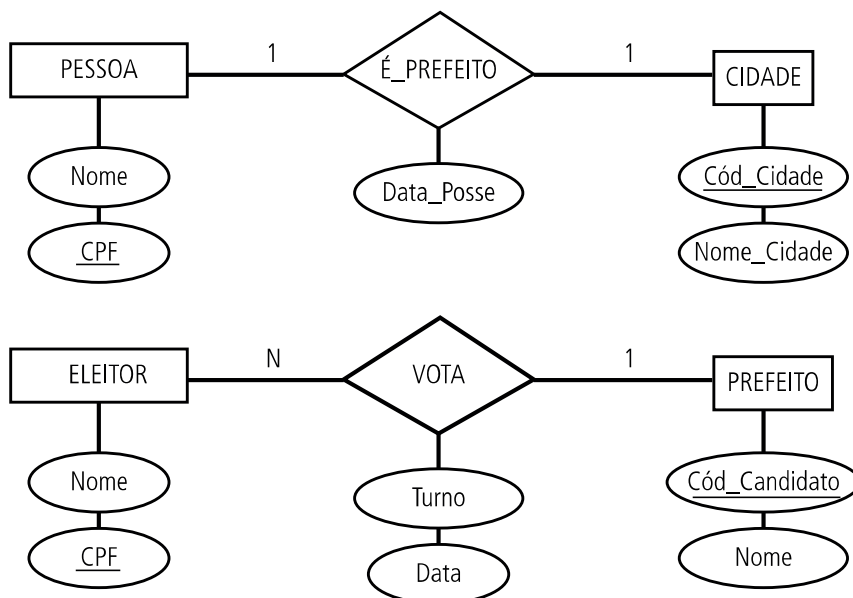 PESSOA 1 É_PREFEITO 1 CIDADE
Nome Data_Posse Cód_Cidade
CPF Nome_Cidade
ELEITOR N VOTA 1 PREFEITO
Nome Turno Cód_Candidato
CPF Data Nome